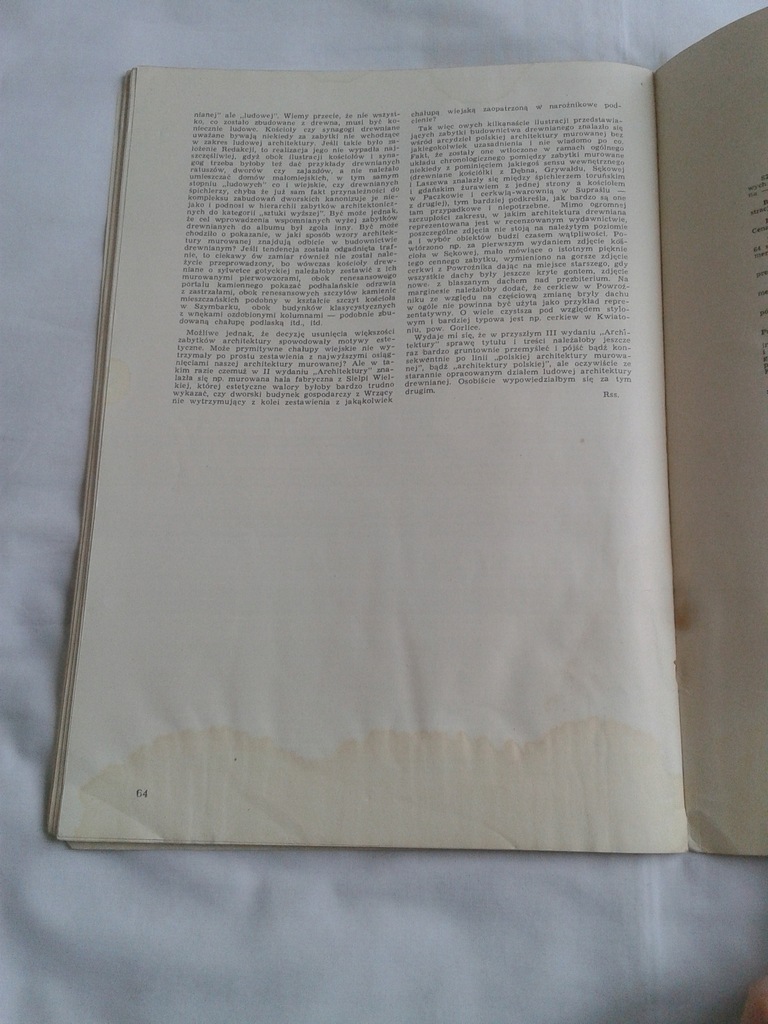 nianej" ale „ludowej". Wiemy przecie, że nie wszyst-
ko, co zostało zbudowane z drewna, musi być ko-
niecznie ludowe. Kościoły czy synagogi drewniane
uważane bywają niekiedy za zabytki nie wchodzące
w zakres ludowej architektury. Jeśli takie było za-
łożenie Redakcji, to realizacja jego nie wypadła naj-
szczęśliwiej, gdyż obok ilustracji kościołów i syna-
gog trzeba byłoby też dać przykłady drewnianych
ratuszów, dworów czy zajazdów, a nie należało
umieszczać domów małomiejskich, w tym samym
stopniu „ludowych" co i wiejskie, czy drewnianych
śpichlerzy, chyba że już sam fakt przynależności do
kompleksu zabudowań dworskich kanonizuje je nie-
jako i podnosi w hierarchii zabytków architektonicz-
nych do kategorii „sztuki wyższej". Być może jednak,
że cel wprowadzenia wspomnianych wyżej zabytków
drewnianych do albumu był zgoła inny. Być może
chodziło o pokazanie, w jaki sposób wzory architek-
tury murowanej znajdują odbicie w budownictwie
drewnianym? Jeśli tendencja została odgadnięta traf-
nie, to ciekawy ów zamiar również nie został nale-
życie przeprowadzony, bo wówczas kościoły drew-
niane o sylwetce gotyckiej należałoby zestawić z ich
murowanymi pierwowzorami, obok renesansowego
portalu kamiennego pokazać podhalańskie odrzwia
z zastrzałami, obok renesansowych szczytów kamienic
mieszczańskich podobny w kształcie szczyt kościoła
w Szymbarku, obok budynków klasycystycznych
z wnękami ozdobionymi kolumnami — podobnie zbu-
dowaną chałupę podlaską itd., itd.
Możliwe jednak, że decyzję usunięcia większości
zabytków architektury spowodowały motywy este-
tyczne. Może prymitywne chałupy wiejskie nie wy-
trzymały po prostu zestawienia z najwyższymi osiąg-
nięciami naszej architektury murowanej? Ale w ta-
kim razie czemuż w II wydaniu „Architektury" zna-
lazła się np. murowana hala fabryczna z Sielpi Wiel-
kiej, której estetyczne walory byłoby bardzo trudno
wykazać, czy dworski budynek gospodarczy z Wrzący
nie wytrzymujący z kolei zestawienia z jakąkolwiek
chałupą wiejską zaopatrzoną w narożnikowe pod-
cienie?
Tak więc owych kilkanaście ilustracji przedstawia-
jących zabytki budownictwa drewnianego znalazło się
wśród arcydzieł polskiej architektury murowanej bez
jakiegokolwiek uzasadnienia i nie wiadomo po co.
Fakt, że zostały one wtłoczone w ramach ogólnego
układu chronologicznego pomiędzy zabytki murowane
niekiedy z pominięciem jakiegoś sensu wewnętrznego
(drewniane kościółki z Dębna, Grywałdu, Sękowej
i Łaszewa znalazły się między śpichlerzem toruńskim
i gdańskim żurawiem z jednej strony a kościołem
w Paczkowie i cerkwią-warownią w Supraślu —
z drugiej), tym bardziej podkreśla, jak bardzo są one
tam przypadkowe i niepotrzebne. Mimo ogromnej
szczupłości zakresu, w jakim architektura drewniana
reprezentowana jest w recenzowanym wydawnictwie,
poszczególne zdjęcia nie stoją na należytym poziomie
a i wybór obiektów budzi czasem wątpliwości. Po-
wtórzono np. za pierwszym wydaniem zdjęcie koś-
cioła w Sękowej, mało mówiące o istotnym pięknie
tego cennego zabytku, wymieniono na gorsze zdjęcie
cerkwi z Powroźnika dając na miejsce starszego, gdy
wszystkie dachy były jeszcze kryte gontem, zdjęcie
nowe: z blaszanym dachem nad prezbiterium. Na
marginesie należałoby dodać, że cerkiew w Powroź-
niku ze względu na częściową zmianę bryły dachu
w ogóle nie powinna być użyta jako przykład repre-
zentatywny. O wiele czystsza pod względem stylo-
wym i bardziej typowa jest np. cerkiew w Kwiato-
niu, pow. Gorlice.
Wydaje mi się, że w przyszłym III wydaniu „Archi-
tektury" sprawę tytułu i treści należałoby jeszcze
raz bardzo gruntownie przemyśleć i pójść bądź kon-
sekwentnie po linii „polskiej architektury murowa-
nej", bądź „architektury polskiej", ale oczywiście ze
starannie opracowanym działem ludowej architektury
drewnianej. Osobiście wypowiedziałbym się za tym
drugim.
Rss.
64